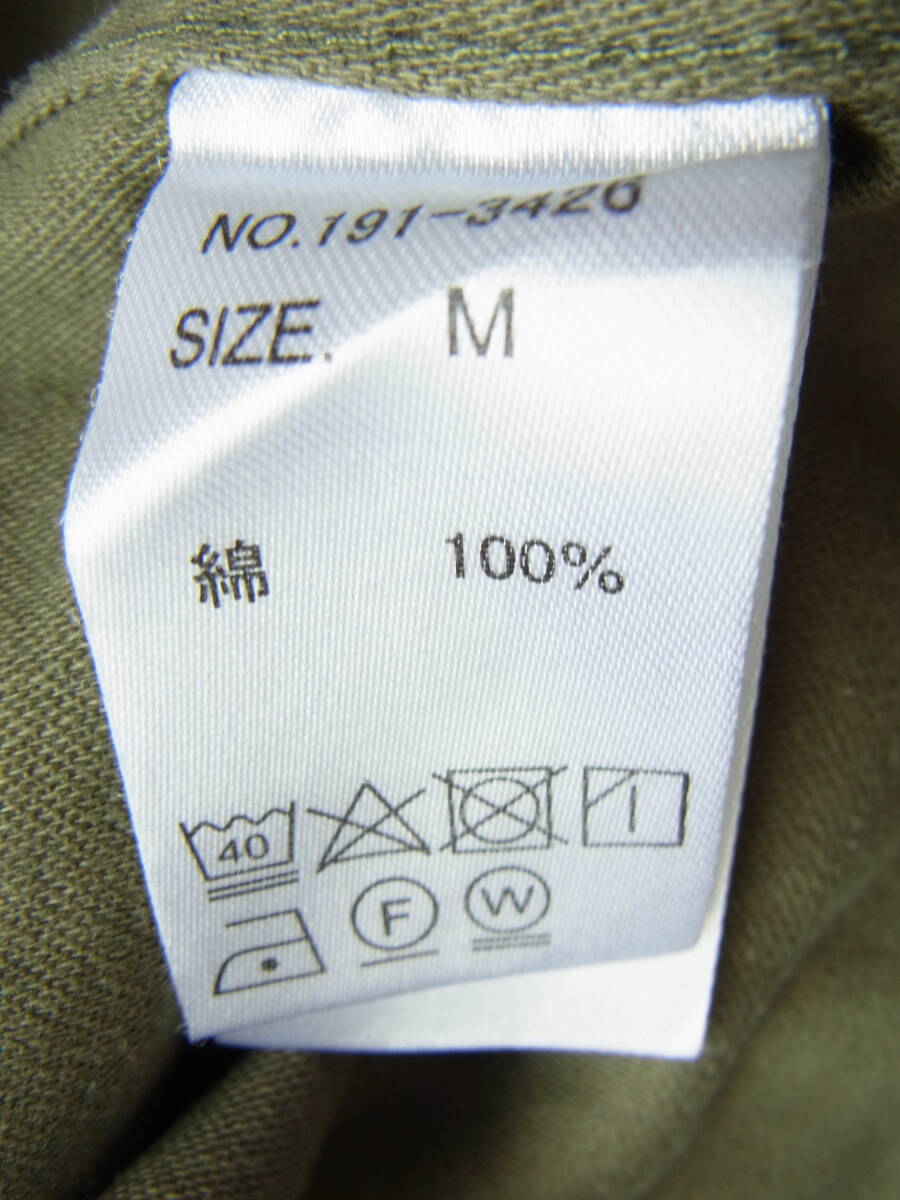 NO.191-3426
SIZE. M
綿 100%
40
F W